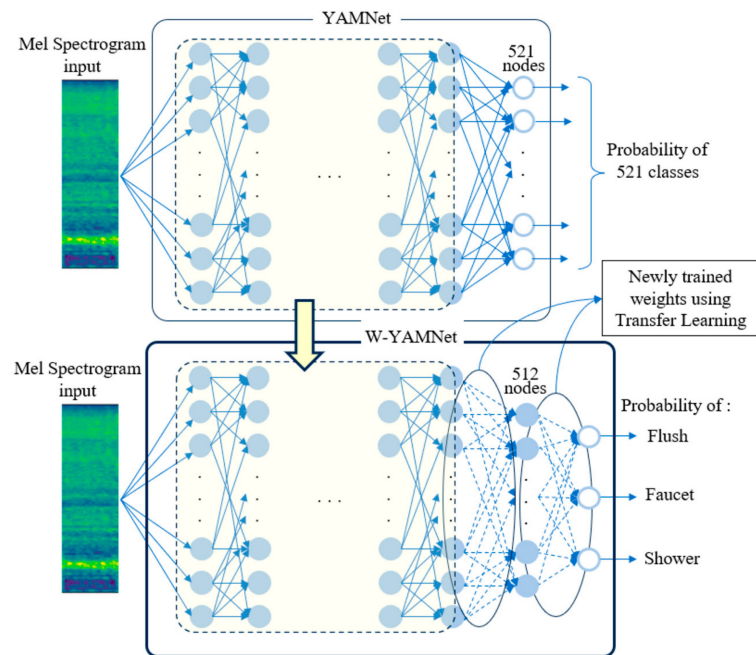 YAMNet
Mel Spectrogram
input
521
nodes
Probability of
521 classes
Newly trained
weights using
Transfer Learning
W-YAMNet
Mel Spectrogram
input
512
nodes
Probability of :
Flush
Faucet
Shower